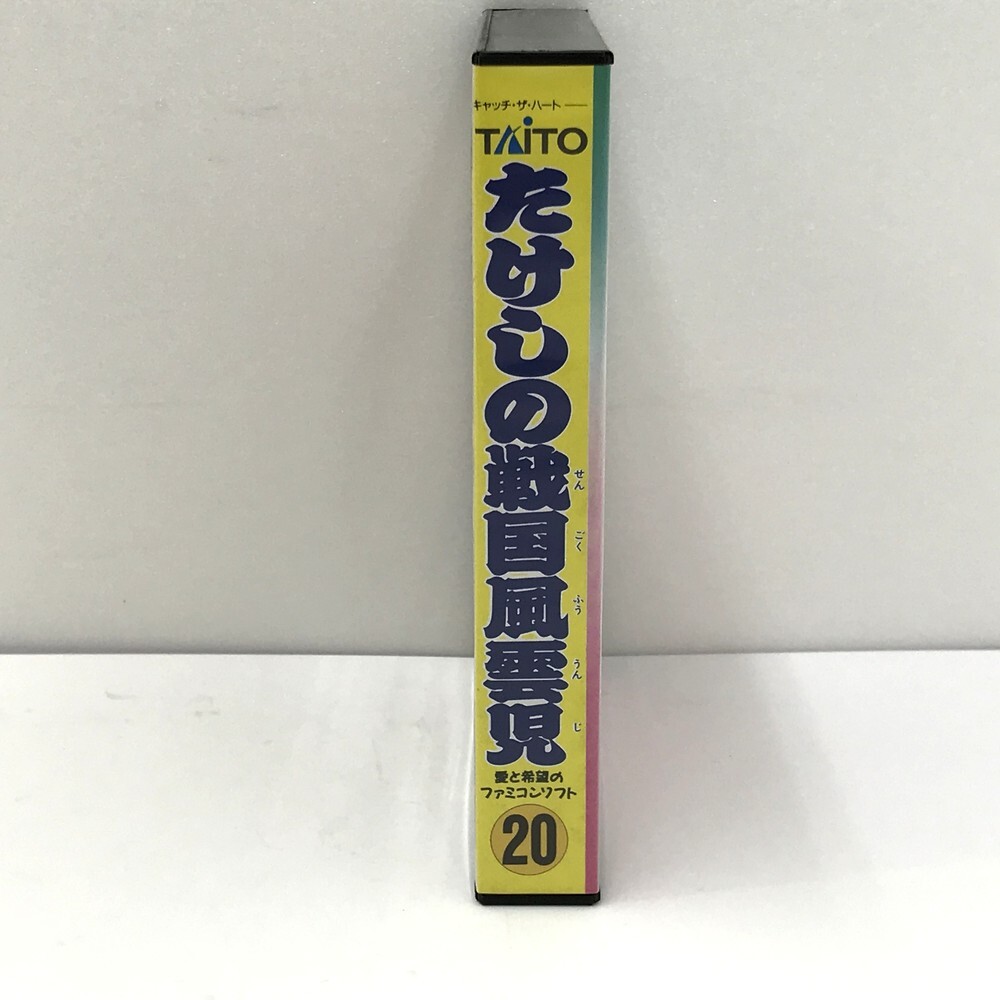 キャッチ・ザ・ハート
TAITO
たけしの戦国風雲児
せんごくふううんじ
愛と希望の
ファミコンソフト
20